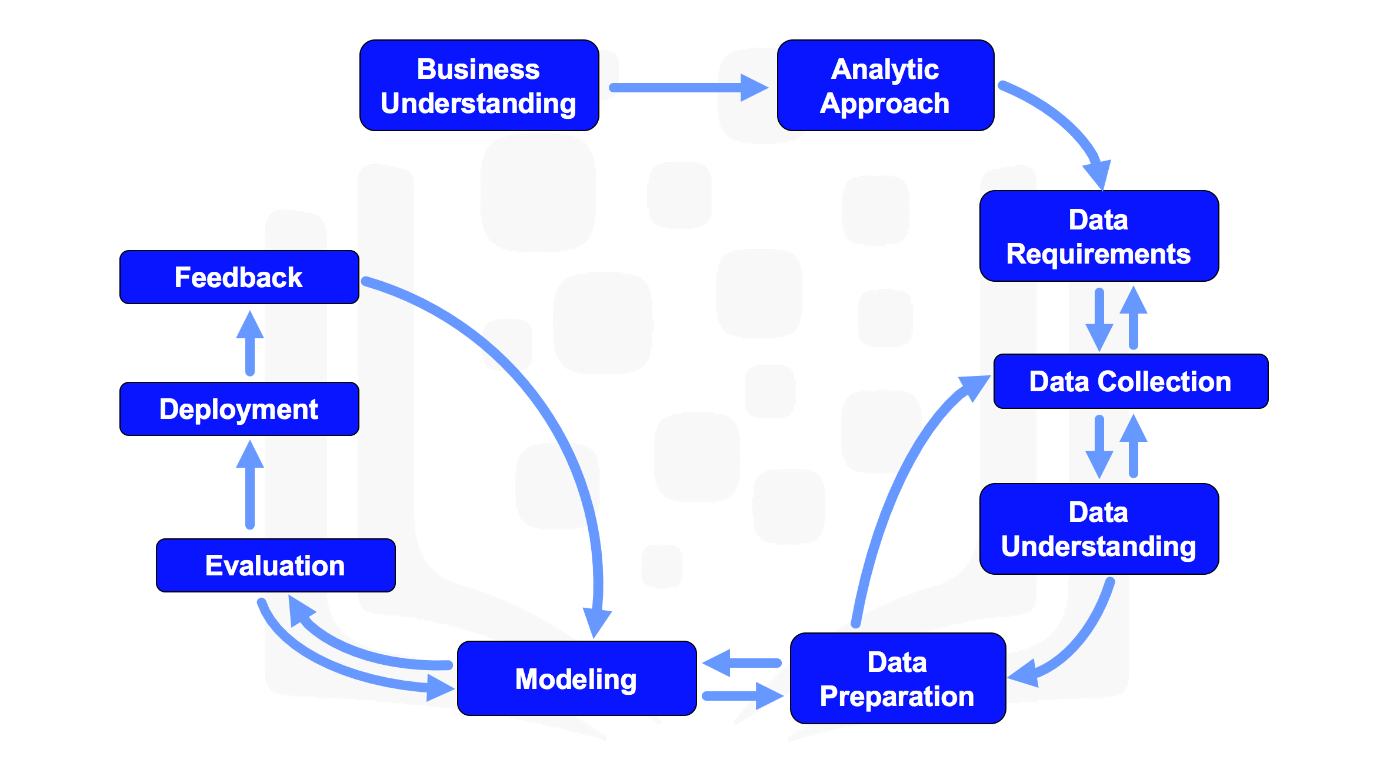 Business
Understanding
Analytic
Approach
Data
Requirements
Data Collection
Data
Understanding
Data
Preparation
Modeling
Evaluation
Deployment
Feedback